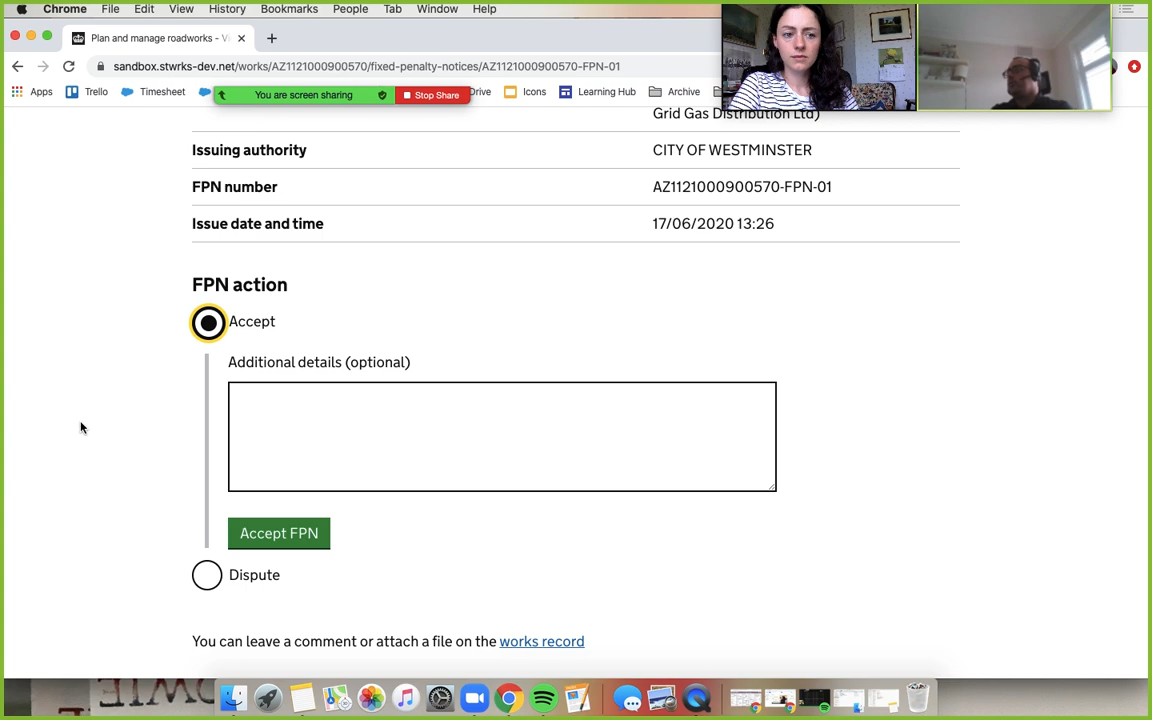 Chrome File Edit View History Bookmarks People Tab Window Help
Plan and manage roadworks - V
sandbox.stwrks-dev.net/works/AZ1121000900570/fixed-penalty-notices/AZ1121000900570-FPN-01
Apps Trello Timesheet You are screen sharing Stop Share Drive Icons Learning Hub Archive
Grid Gas Distribution Ltd)
Issuing authority CITY OF WESTMINSTER
FPN number AZ1121000900570-FPN-01
Issue date and time 17/06/2020 13:26
FPN action
Accept
Additional details (optional)
Accept FPN
Dispute
You can leave a comment or attach a file on the works record